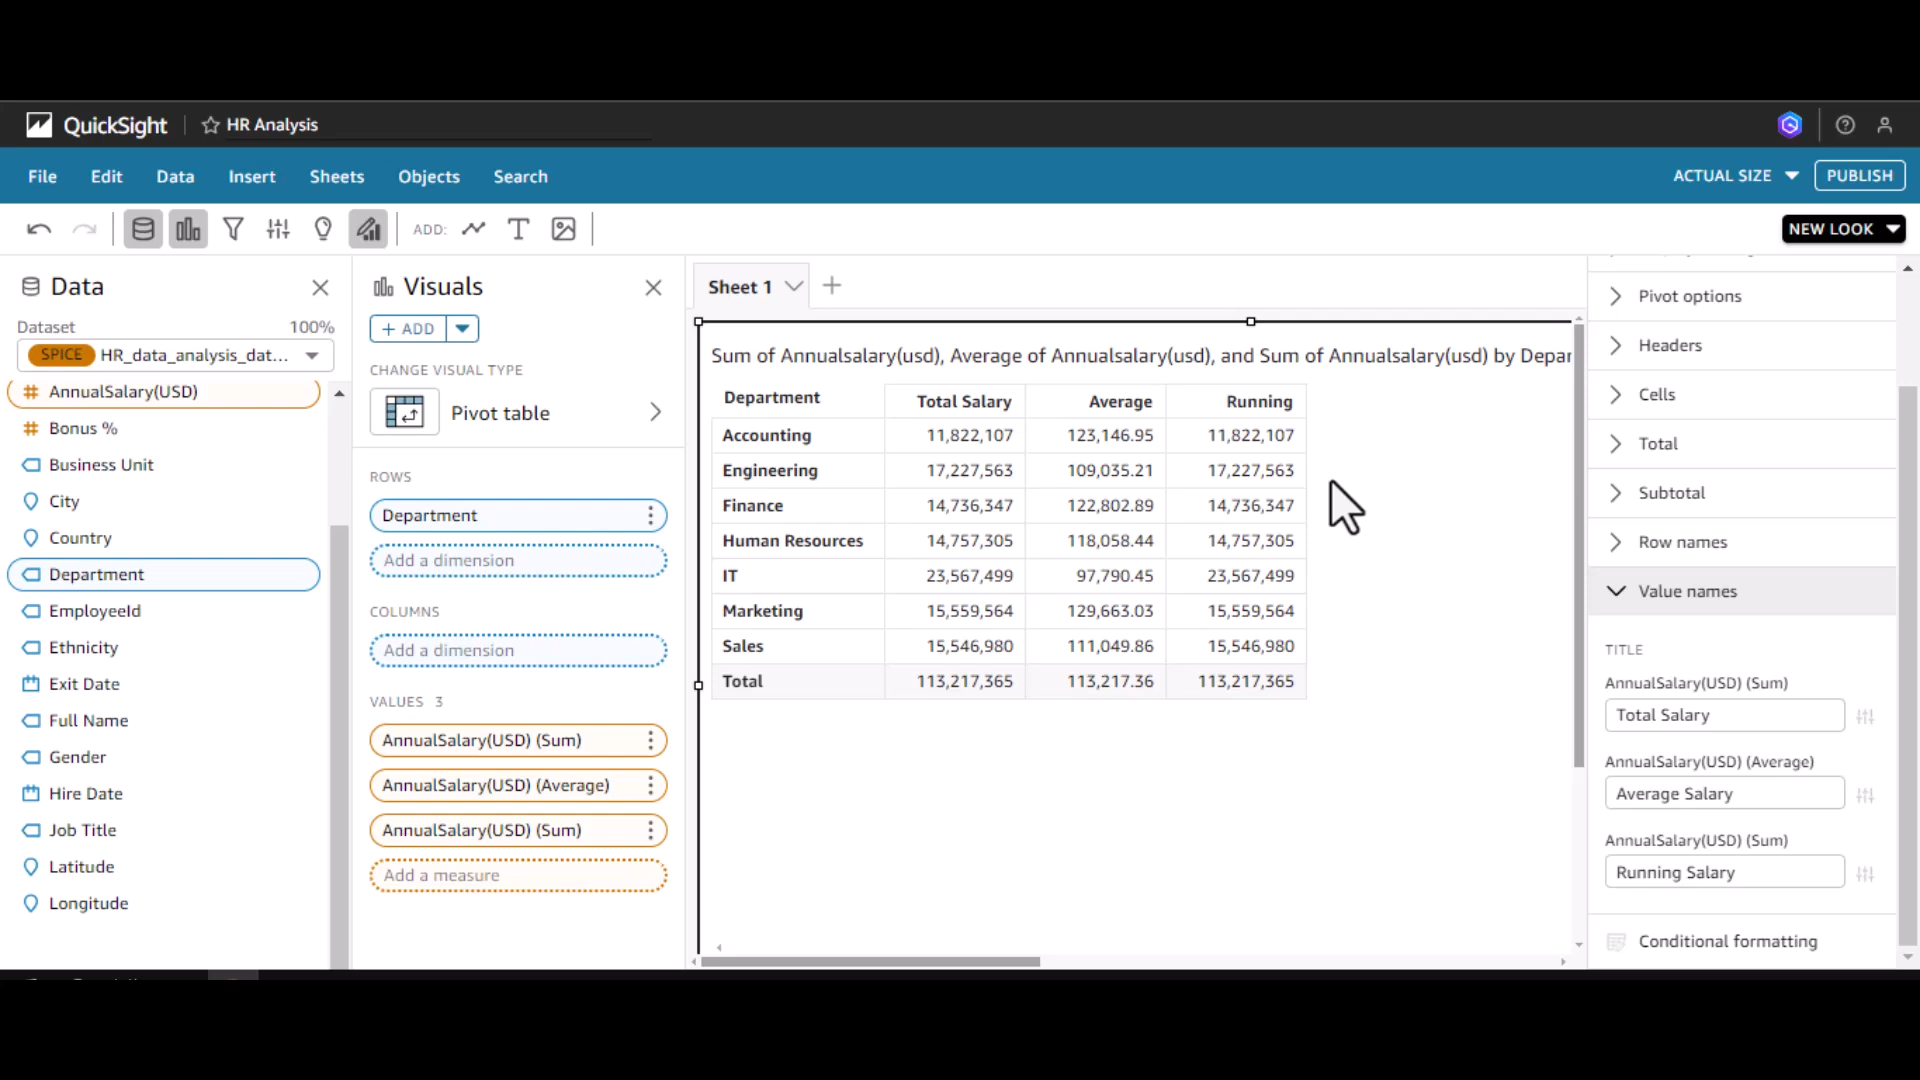 QuickSight
HR Analysis
File Edit Data Insert Sheets Objects Search
ACTUAL SIZE
PUBLISH
ADD:
NEW LOOK
Data
Dataset 100%
SPICE HR_data_analysis_dat...
AnnualSalary(USD)
Bonus %
Business Unit
City
Country
Department
EmployeeId
Ethnicity
Exit Date
Full Name
Gender
Hire Date
Job Title
Latitude
Longitude
Visuals
+ ADD
CHANGE VISUAL TYPE
Pivot table
ROWS
Department
Add a dimension
COLUMNS
Add a dimension
VALUES 3
AnnualSalary(USD) (Sum)
AnnualSalary(USD) (Average)
AnnualSalary(USD) (Sum)
Add a measure
Sheet 1
Sum of Annualsalary(usd), Average of Annualsalary(usd), and Sum of Annualsalary(usd) by Depar
Department Total Salary Average Running
Accounting 11,822,107 123,146.95 11,822,107
Engineering 17,227,563 109,035.21 17,227,563
Finance 14,736,347 122,802.89 14,736,347
Human Resources 14,757,305 118,058.44 14,757,305
IT 23,567,499 97,790.45 23,567,499
Marketing 15,559,564 129,663.03 15,559,564
Sales 15,546,980 111,049.86 15,546,980
Total 113,217,365 113,217.36 113,217,365
Pivot options
Headers
Cells
Total
Subtotal
Row names
Value names
TITLE
AnnualSalary(USD) (Sum)
Total Salary
AnnualSalary(USD) (Average)
Average Salary
AnnualSalary(USD) (Sum)
Running Salary
Conditional formatting